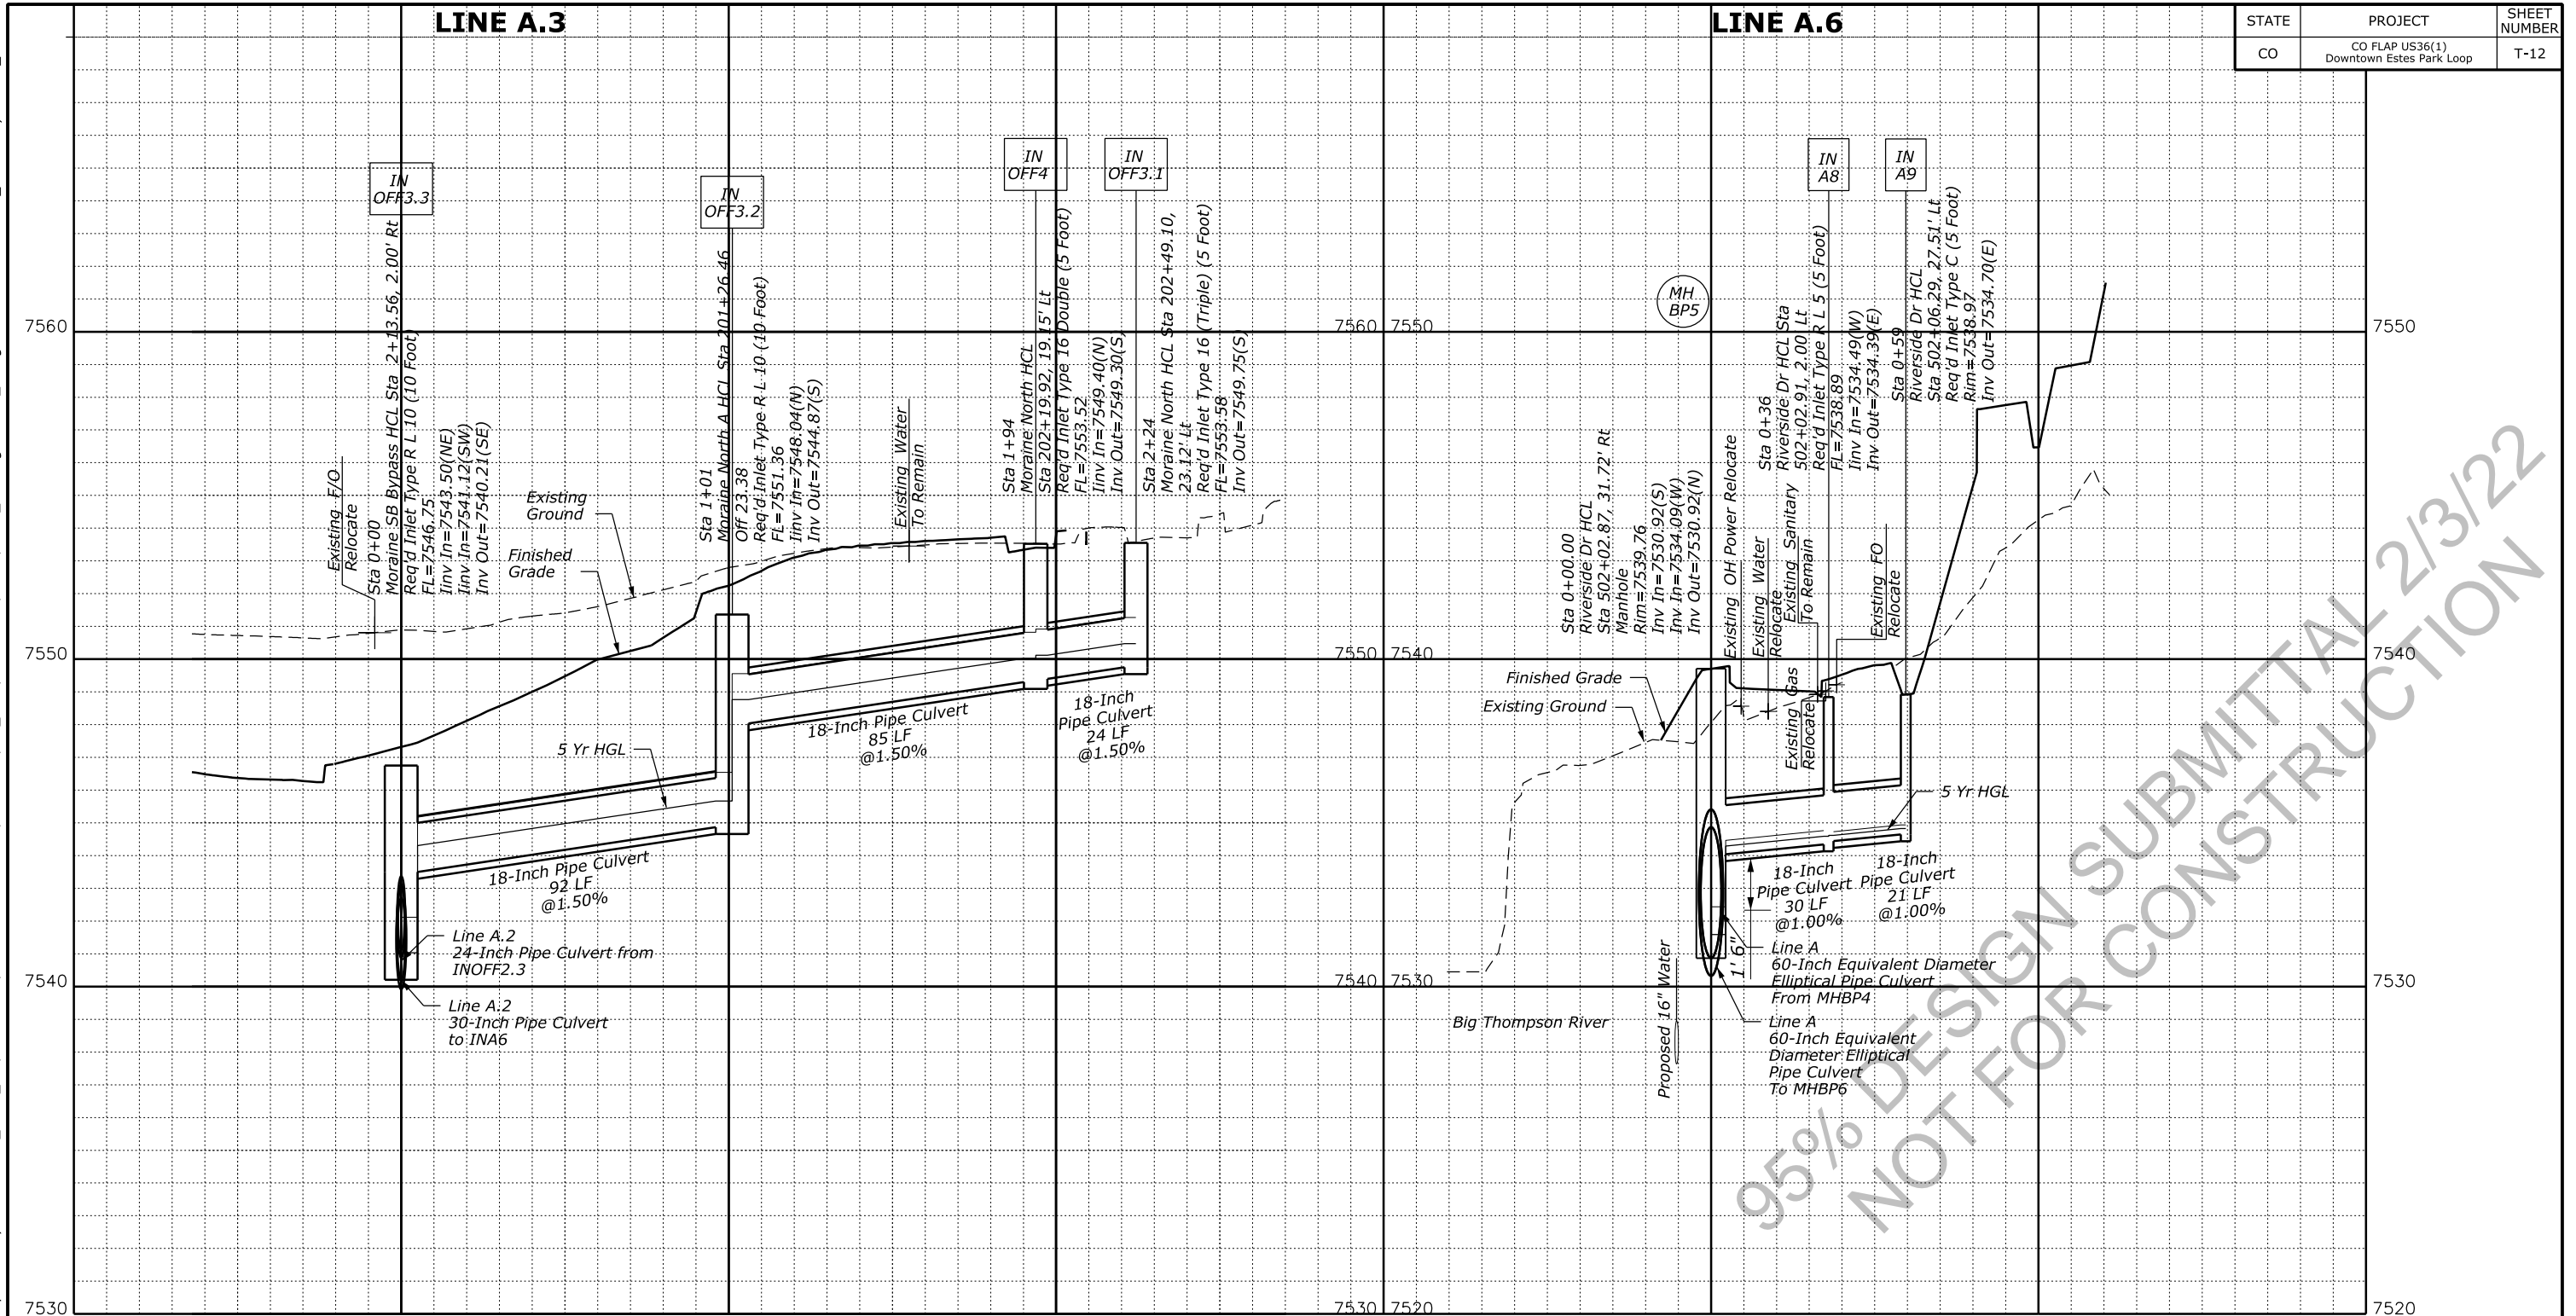 LINE A.3
LINE A.6
STATE
PROJECT
SHEET
NUMBER
CO
CO FLAP US36(1)
Downtown Estes Park Loop
T-12
IN
OFF3.3
IN
OFF3.2
IN
OFF4
IN
OFF3.1
MH
BP5
IN
A8
IN
A9
Existing F/O
Relocate
Sta 0+00
Moraine SB Bypass HCL Sta 2+13.56, 2.00' Rt
Req'd Inlet Type R L 10 (10 Foot)
FL=7546.75
Iinv In=7543.50(NE)
Iinv In=7541.12(SW)
Inv Out=7540.21(SE)
Existing
Ground
Finished
Grade
Sta 1+01
Moraine North A HCL Sta 201+26.46
Off 23.38
Req'd Inlet Type R L 10 (10 Foot)
FL=7551.36
Iinv In=7548.04(N)
Inv Out=7544.87(S)
Existing Water
To Remain
Sta 1+94
Moraine North HCL
Sta 202+19.92, 19.15' Lt
Req'd Inlet Type 16 Double (5 Foot)
FL=7553.52
Iinv In=7549.40(N)
Inv Out=7549.30(S)
Sta 2+24
Moraine North HCL Sta 202+49.10,
23.12' Lt
Req'd Inlet Type 16 (Triple) (5 Foot)
FL=7553.58
Inv Out=7549.75(S)
5 Yr HGL
18-Inch Pipe Culvert
92 LF
@1.50%
18-Inch Pipe Culvert
85 LF
@1.50%
18-Inch
Pipe Culvert
24 LF
@1.50%
Line A.2
24-Inch Pipe Culvert from
INOFF2.3
Line A.2
30-Inch Pipe Culvert
to INA6
7560
7550
7540
7530
7560
7550
7550
7540
7540
7530
7530
7520
Sta 0+00.00
Riverside Dr HCL
Sta 502+02.87, 31.72' Rt
Manhole
Rim=7539.76
Inv In=7530.92(S)
Inv In=7534.09(W)
Inv Out=7530.92(N)
Existing OH Power Relocate
Existing Water
Relocate
Existing Sanitary
To Remain
Existing Gas
Relocate
Existing FO
Relocate
Sta 0+36
Riverside Dr HCL Sta
502+02.91, 2.00' Lt
Req'd Inlet Type R L 5 (5 Foot)
FL=7538.89
Iinv In=7534.49(W)
Inv Out=7534.39(E)
Sta 0+59
Riverside Dr HCL
Sta 502+06.29, 27.51' Lt
Req'd Inlet Type C (5 Foot)
Rim=7538.97
Inv Out=7534.70(E)
Finished Grade
Existing Ground
5 Yr HGL
18-Inch
Pipe Culvert
30 LF
@1.00%
18-Inch
Pipe Culvert
21 LF
@1.00%
1' 6"
Line A
60-Inch Equivalent Diameter
Elliptical Pipe Culvert
From MHBP4
Line A
60-Inch Equivalent
Diameter Elliptical
Pipe Culvert
To MHBP6
Big Thompson River
Proposed 16" Water
7550
7540
7530
7520
95% DESIGN SUBMITTAL 2/3/22
NOT FOR CONSTRUCTION